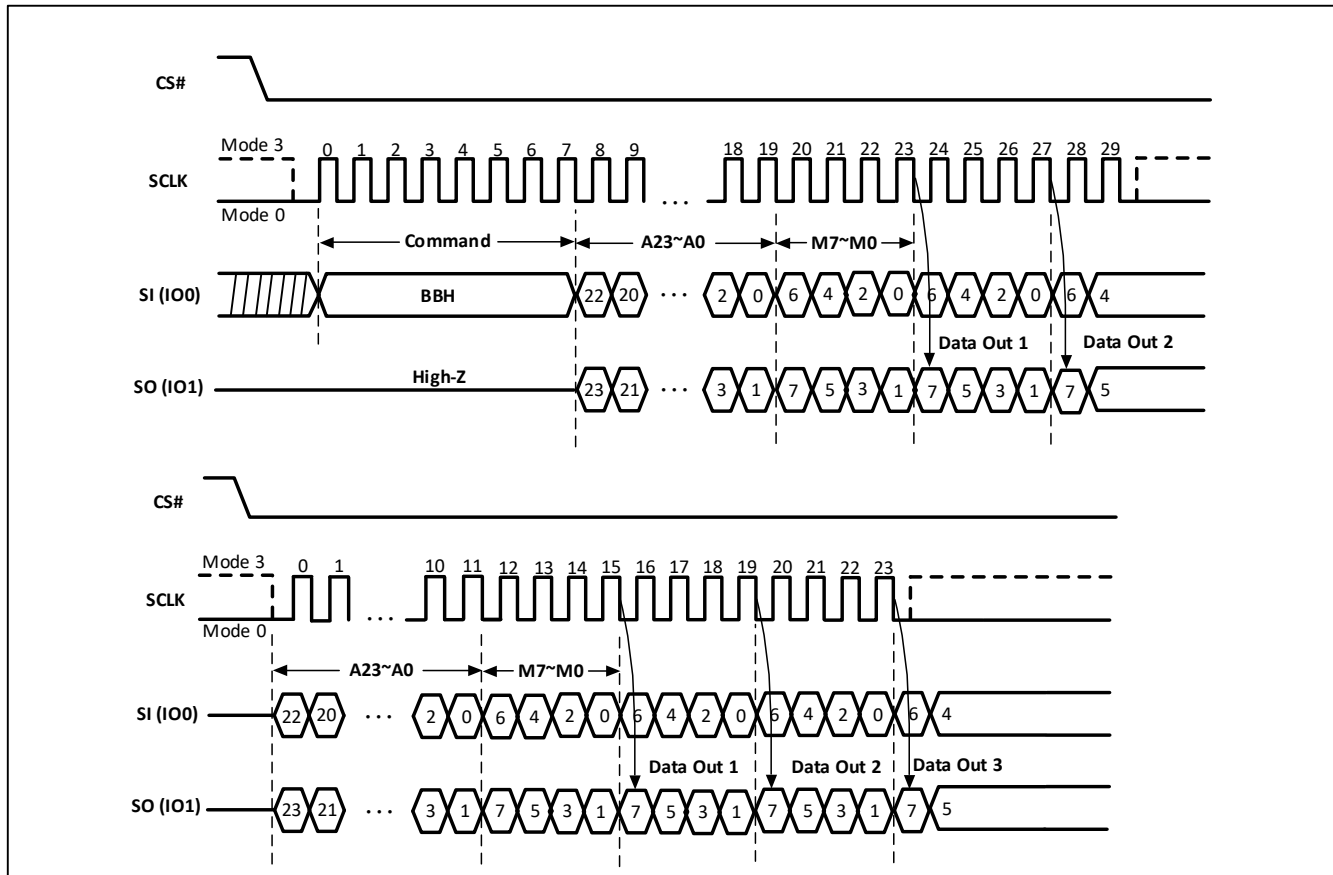 CS#
Mode 3
0 1 2 3 4 5 6 7 8 9 18 19 20 21 22 23 24 25 26 27 28 29
SCLK
...
Mode 0
Command A23~A0 M7~M0
SI (IO0) BBH 22 20 ... 2 0 6 4 2 0 6 4 2 0 6 4
Data Out 1 Data Out 2
SO (IO1) High-Z 23 21 ... 3 1 7 5 3 1 7 5 3 1 7 5
CS#
Mode 3
0 1 10 11 12 13 14 15 16 17 18 19 20 21 22 23
SCLK
...
Mode 0
A23~A0 M7~M0
SI (IO0) 22 20 ... 2 0 6 4 2 0 6 4 2 0 6 4 2 0 6 4
Data Out 1 Data Out 2 Data Out 3
SO (IO1) 23 21 ... 3 1 7 5 3 1 7 5 3 1 7 5 3 1 7 5